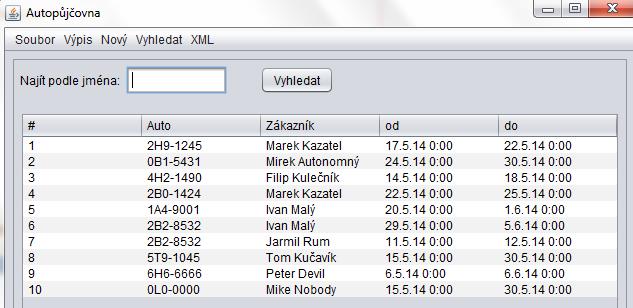 Autopůjčovna
Soubor Výpis Nový Vyhledat XML
Najít podle jména: Vyhledat
# Auto Zákazník od do
1 2H9-1245 Marek Kazatel 17.5.14 0:00 22.5.14 0:00
2 0B1-5431 Mirek Autonomný 24.5.14 0:00 30.5.14 0:00
3 4H2-1490 Filip Kulečník 14.5.14 0:00 18.5.14 0:00
4 2B0-1424 Marek Kazatel 22.5.14 0:00 25.5.14 0:00
5 1A4-9001 Ivan Malý 20.5.14 0:00 1.6.14 0:00
6 2B2-8532 Ivan Malý 29.5.14 0:00 5.6.14 0:00
7 2B2-8532 Jarmil Rum 11.5.14 0:00 12.5.14 0:00
8 5T9-1045 Tom Kučavík 15.5.14 0:00 30.5.14 0:00
9 6H6-6666 Peter Devil 6.5.14 0:00 6.6.14 0:00
10 0L0-0000 Mike Nobody 15.5.14 0:00 30.5.14 0:00